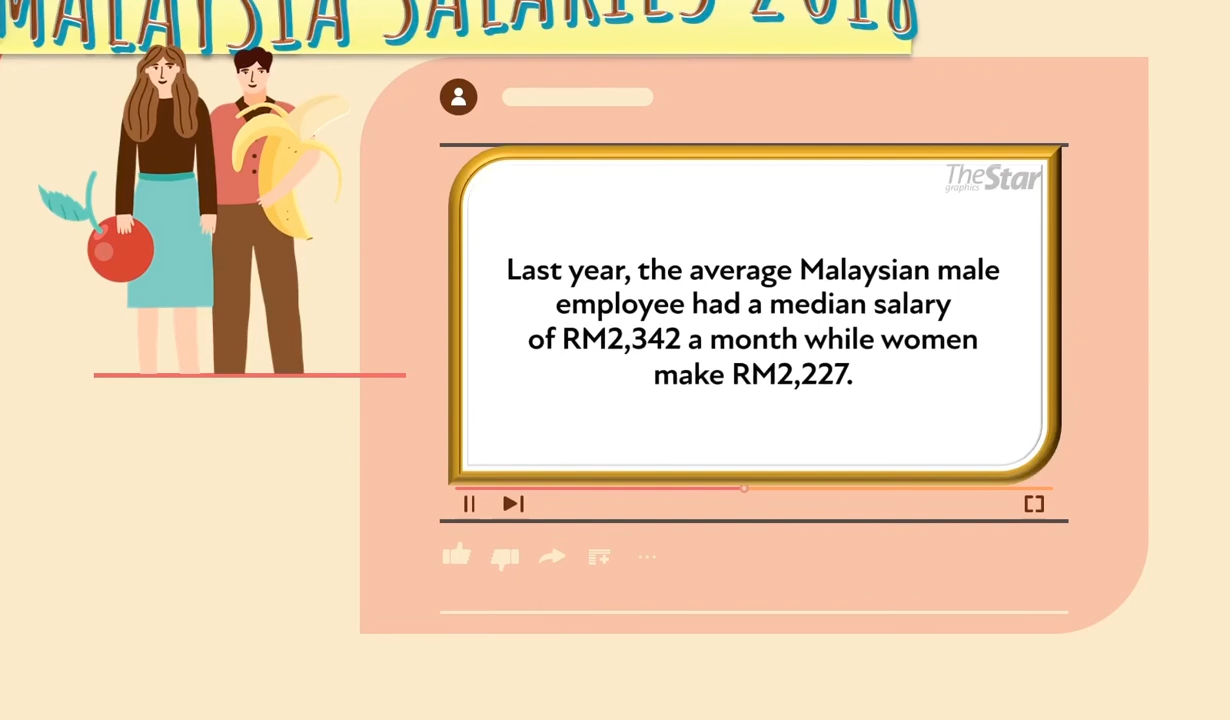 MALAYSIA SALARIES 2018
TheStar
graphics
Last year, the average Malaysian male
employee had a median salary
of RM2,342 a month while women
make RM2,227.